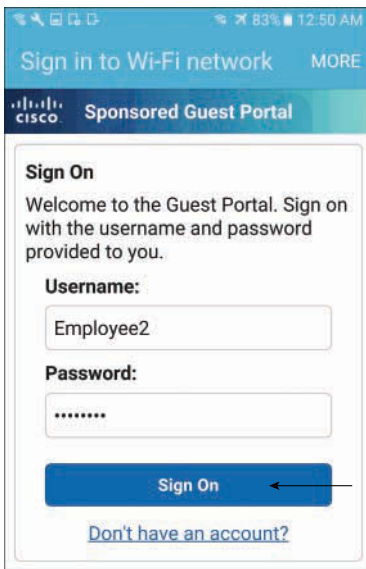 83% 12:50 AM
Sign in to Wi-Fi network MORE
cisco Sponsored Guest Portal
Sign On
Welcome to the Guest Portal. Sign on
with the username and password
provided to you.
Username:
Employee2
Password:
••••••••
Sign On
Don't have an account?